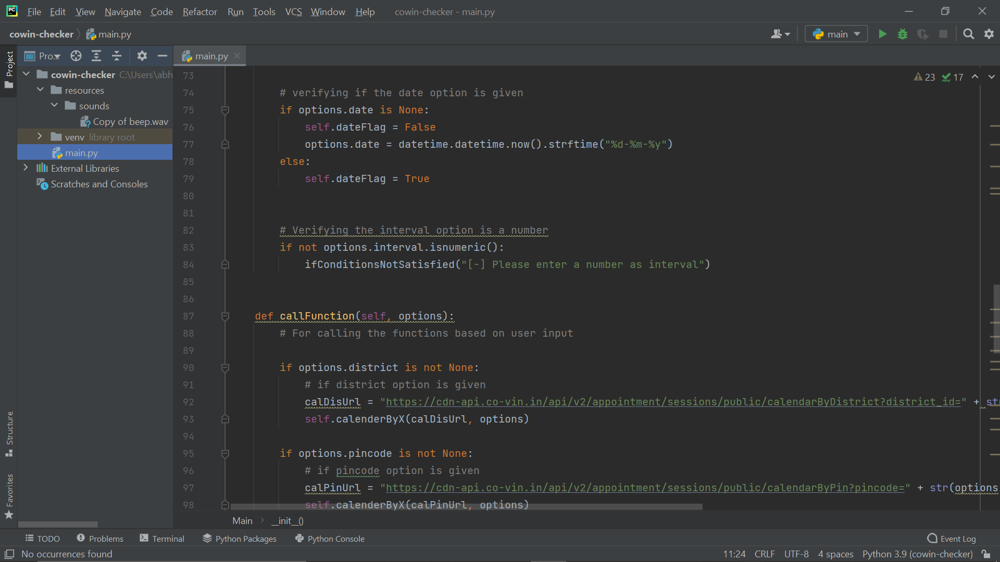 PC File Edit View Navigate Code Refactor Run Tools VCS Window Help cowin-checker - main.py
cowin-checker main.py
main
Project
Pro...
main.py
cowin-checker C:\Users\abh
resources
sounds
Copy of beep.wav
venv library root
main.py
External Libraries
Scratches and Consoles
Structure
Favorites
23 17
73
74 # verifying if the date option is given
75 if options.date is None:
76 self.dateFlag = False
77 options.date = datetime.datetime.now().strftime("%d-%m-%y")
78 else:
79 self.dateFlag = True
80
81
82 # Verifying the interval option is a number
83 if not options.interval.isnumeric():
84 ifConditionsNotSatisfied("[-] Please enter a number as interval")
85
86
87 def callFunction(self, options):
88 # For calling the functions based on user input
89
90 if options.district is not None:
91 # if district option is given
92 calDisUrl = "https://cdn-api.co-vin.in/api/v2/appointment/sessions/public/calendarByDistrict?district_id=" + str
93 self.calenderByX(calDisUrl, options)
94
95 if options.pincode is not None:
96 # if pincode option is given
97 calPinUrl = "https://cdn-api.co-vin.in/api/v2/appointment/sessions/public/calendarByPin?pincode=" + str(options
98 self.calenderByX(calPinUrl, options)
Main __init__()
TODO Problems Terminal Python Packages Python Console Event Log
No occurrences found 11:24 CRLF UTF-8 4 spaces Python 3.9 (cowin-checker)